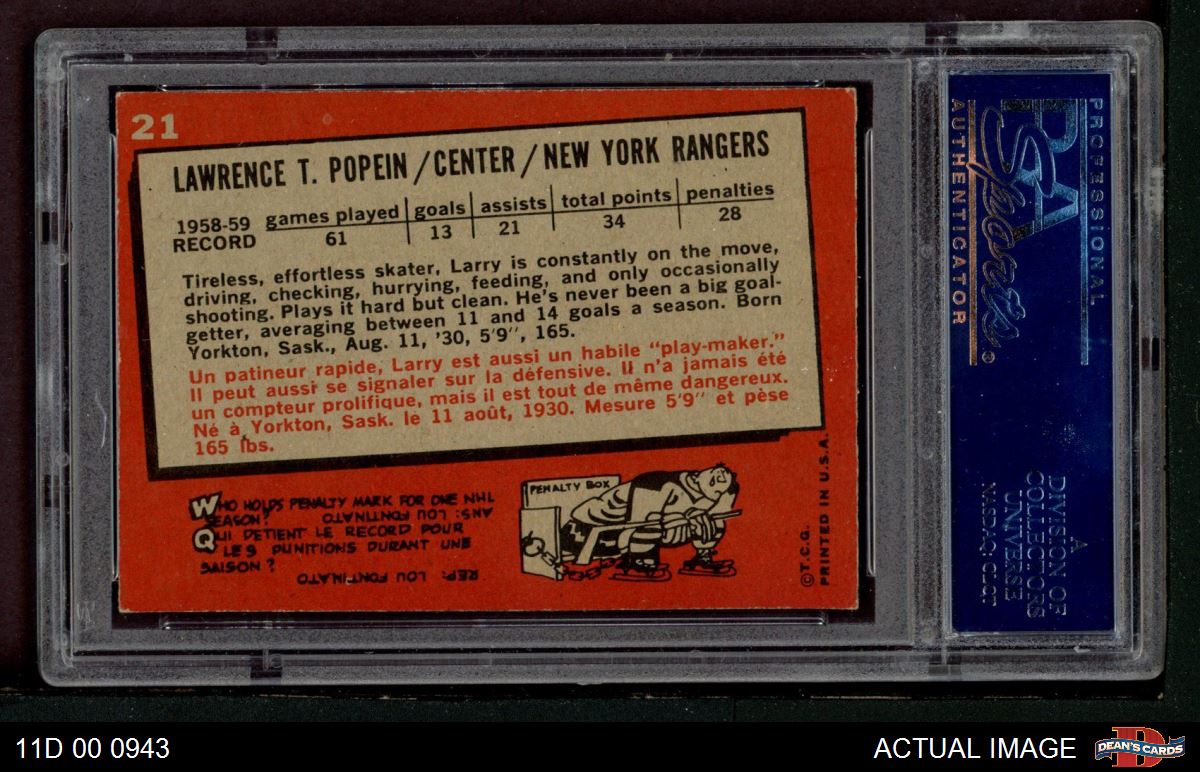 21
LAWRENCE T. POPEIN / CENTER / NEW YORK RANGERS
1958-59 RECORD
games played goals assists total points penalties
61 13 21 34 28
Tireless, effortless skater, Larry is constantly on the move,
driving, checking, hurrying, feeding, and only occasionally
shooting. Plays it hard but clean. He's never been a big goal-
getter, averaging between 11 and 14 goals a season. Born
Yorkton, Sask., Aug. 11, '30, 5'9", 165.
Un patineur rapide, Larry est aussi un habile "play-maker."
Il peut aussi se signaler sur la défensive. Il n'a jamais été
un compteur prolifique, mais il est tout de même dangereux.
Né à Yorkton, Sask. le 11 août, 1930. Mesure 5'9" et pèse
165 lbs.
WHO HOLDS PENALTY MARK FOR ONE NHL
SEASON? ANS: LOU FONTINATO
QUI DETIENT LE RECORD POUR
LES PUNITIONS DURANT UNE
SAISON?
REP: LOU FONTINATO
PENALTY BOX
©T.C.G. PRINTED IN U.S.A.
PROFESSIONAL
PSA
Sports®
AUTHENTICATOR
A
DIVISION OF
COLLECTORS
UNIVERSE
NASDAQ: CLCT
11D 00 0943
ACTUAL IMAGE
DEAN'S CARDS